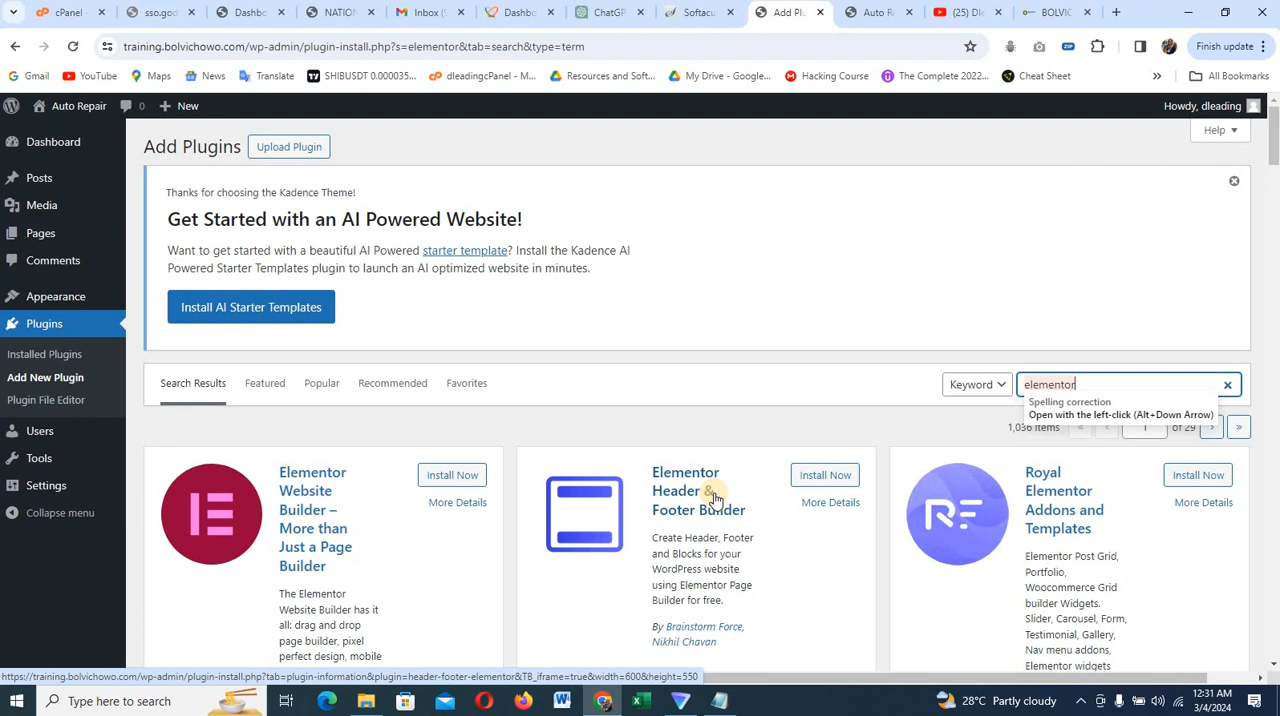 cPanel -
sso.god
Dashbo
NATION
Inbox (
Dashbo
ChatGP
Softacu
Add Plu
Auto Re
(25) Dle
BOLVIC
training.bolvichowo.com/wp-admin/plugin-install.php?s=elementor&tab=search&type=term
Finish update
Gmail
YouTube
Maps
News
Translate
SHIBUSDT 0.000035...
dleadingcPanel - M...
Resources and Soft...
My Drive - Google...
Hacking Course
The Complete 2022...
Cheat Sheet
»
All Bookmarks
Auto Repair
0
New
Howdy, dleading
Dashboard
Posts
Media
Pages
Comments
Appearance
Plugins
Installed Plugins
Add New Plugin
Plugin File Editor
Users
Tools
Settings
Collapse menu
Help
Add Plugins
Upload Plugin
Thanks for choosing the Kadence Theme!
Get Started with an AI Powered Website!
Want to get started with a beautiful AI Powered starter template? Install the Kadence AI
Powered Starter Templates plugin to launch an AI optimized website in minutes.
Install AI Starter Templates
Search Results
Featured
Popular
Recommended
Favorites
Keyword
elementor
Spelling correction
Open with the left-click (Alt+Down Arrow)
1,036 items
«
‹
1
of 29
›
»
Elementor
Website
Builder –
More than
Just a Page
Builder
Install Now
More Details
The Elementor
Website Builder has it
all: drag and drop
page builder, pixel
perfect design, mobile
Elementor
Header &
Footer Builder
Install Now
More Details
Create Header, Footer
and Blocks for your
WordPress website
using Elementor Page
Builder for free.
By Brainstorm Force,
Nikhil Chavan
Royal
Elementor
Addons and
Templates
Install Now
More Details
Elementor Post Grid,
Portfolio,
Woocommerce Grid
builder Widgets.
Slider, Carousel, Form,
Testimonial, Gallery,
Nav menu addons,
Elementor widgets
https://training.bolvichowo.com/wp-admin/plugin-install.php?tab=plugin-information&plugin=header-footer-elementor&TB_iframe=true&width=600&height=550
Type here to search
28°C Partly cloudy
12:31 AM
3/4/2024